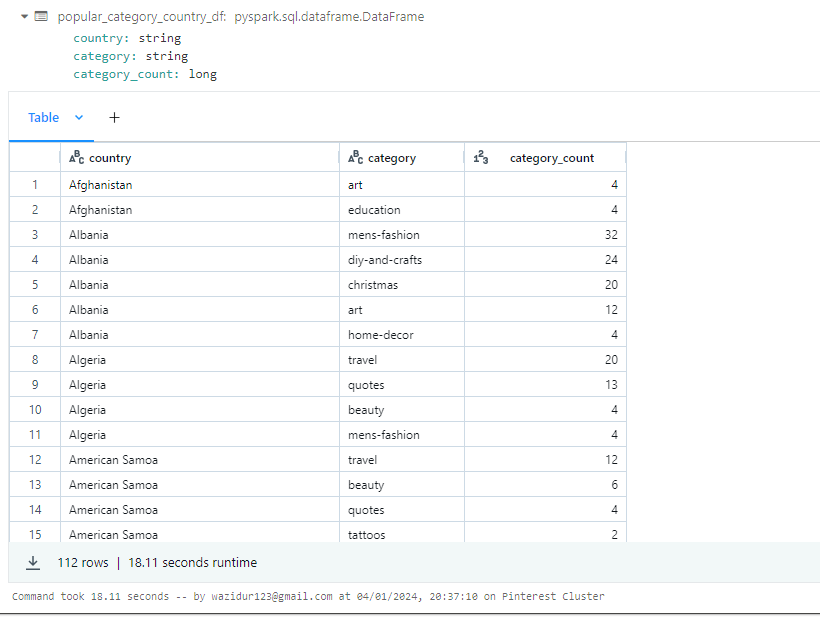 popular_category_country_df: pyspark.sql.dataframe.DataFrame
country: string
category: string
category_count: long
Table +
ABC country ABC category 123 category_count
1 Afghanistan art 4
2 Afghanistan education 4
3 Albania mens-fashion 32
4 Albania diy-and-crafts 24
5 Albania christmas 20
6 Albania art 12
7 Albania home-decor 4
8 Algeria travel 20
9 Algeria quotes 13
10 Algeria beauty 4
11 Algeria mens-fashion 4
12 American Samoa travel 12
13 American Samoa beauty 6
14 American Samoa quotes 4
15 American Samoa tattoos 2
112 rows | 18.11 seconds runtime
Command took 18.11 seconds -- by wazidur123@gmail.com at 04/01/2024, 20:37:10 on Pinterest Cluster